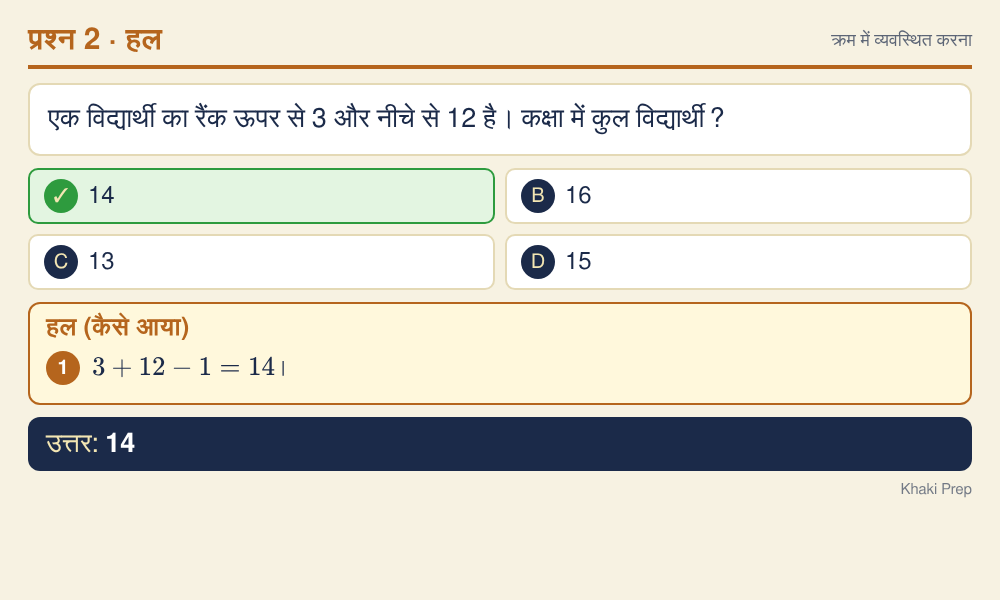 प्रश्न 2 · हल
क्रम में व्यवस्थित करना
एक विद्यार्थी का रैंक ऊपर से 3 और नीचे से 12 है। कक्षा में कुल विद्यार्थी?
✓ 14
B 16
C 13
D 15
हल (कैसे आया)
1 3 + 12 − 1 = 14।
उत्तर: 14
Khaki Prep